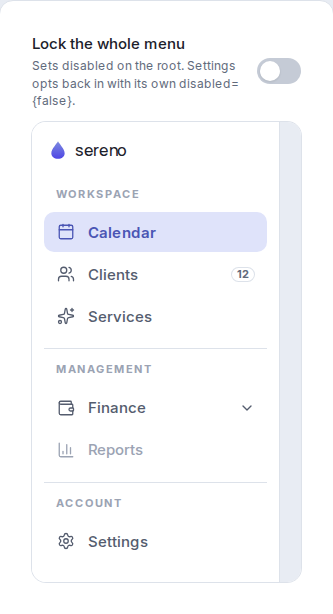 Lock the whole menu
Sets disabled on the root. Settings
opts back in with its own disabled=
{false}.
sereno
WORKSPACE
Calendar
Clients 12
Services
MANAGEMENT
Finance
Reports
ACCOUNT
Settings